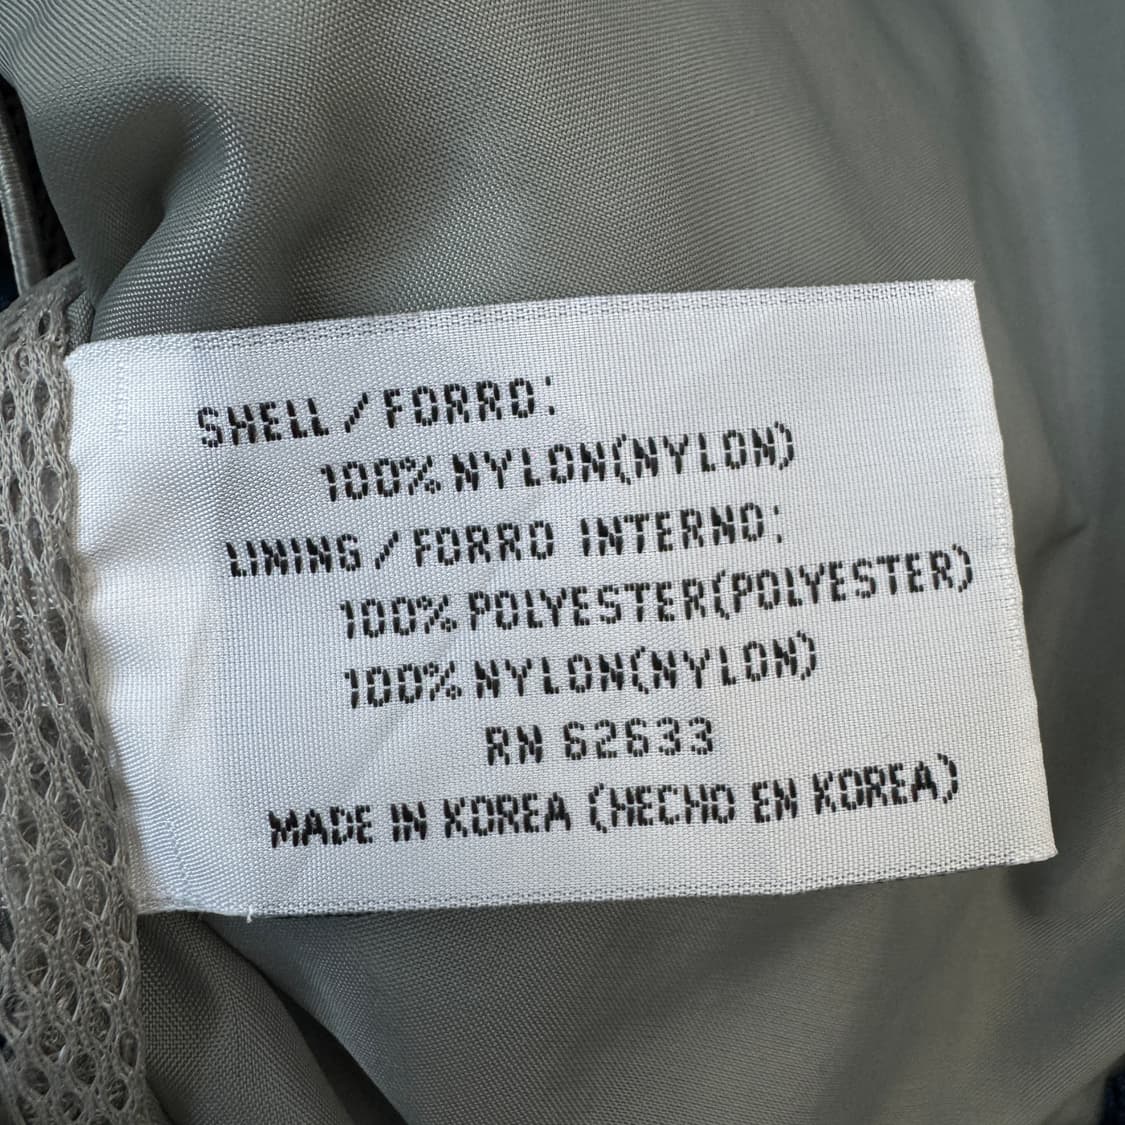 SHELL/FORRO:
100% NYLON(NYLON)
LINING/FORRO INTERNO:
100% POLYESTER(POLYESTER)
100% NYLON(NYLON)
RN 62633
MADE IN KOREA (HECHO EN KOREA)